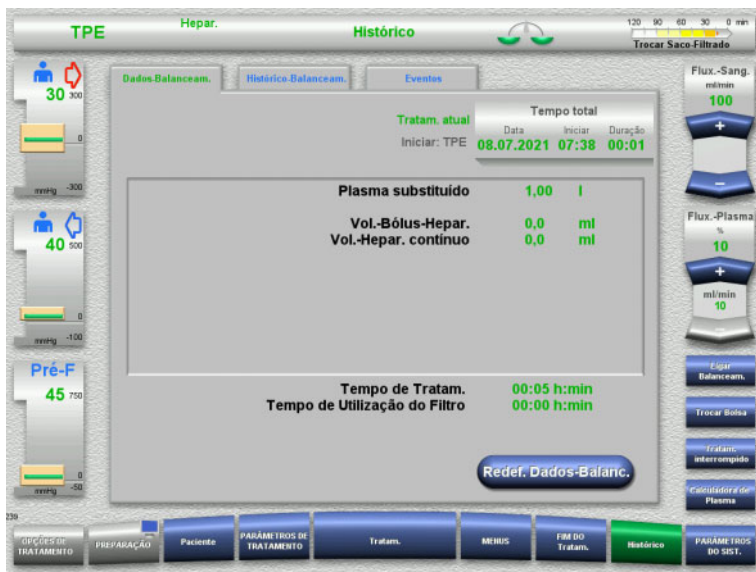 TPE
Hepar.
Histórico
120 90 60 30 0 min
Trocar Saco-Filtrado
30 300
0
mmHg -300
40 500
0
mmHg -100
Pré-F
45 750
0
mmHg -50
Dados-Balanceam.
Histórico-Balanceam.
Eventos
Tratam. atual
Iniciar: TPE
Tempo total
Data Iniciar Duração
08.07.2021 07:38 00:01
Plasma substituído 1,00 l
Vol.-Bólus-Hepar. 0,0 ml
Vol.-Hepar. contínuo 0,0 ml
Tempo de Tratam. 00:05 h:min
Tempo de Utilização do Filtro 00:00 h:min
Redef. Dados-Balanc.
Flux.-Sang.
ml/min
100
+
–
Flux.-Plasma
%
10
+
ml/min
10
–
Ligar
Balanceam.
Trocar Bolsa
Tratam.
interrompido
Calculadora de
Plasma
239
OPÇÕES DE
TRATAMENTO
PREPARAÇÃO
Paciente
PARÂMETROS DE
TRATAMENTO
Tratam.
MENUS
FIM DO
Tratam.
Histórico
PARÂMETROS
DO SIST.